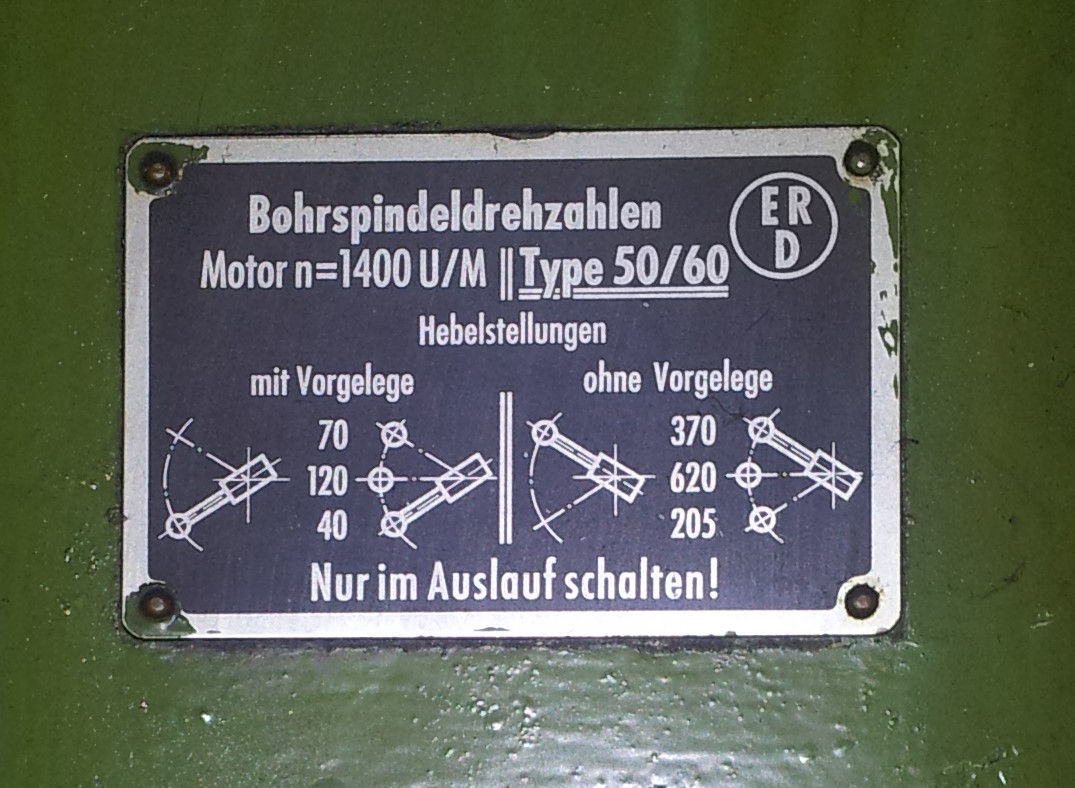 Bohrspindeldrehzahlen
E R
D
Motor n=1400 U/M || Type 50/60
Hebelstellungen
mit Vorgelege
70
120
40
ohne Vorgelege
370
620
205
Nur im Auslauf schalten!